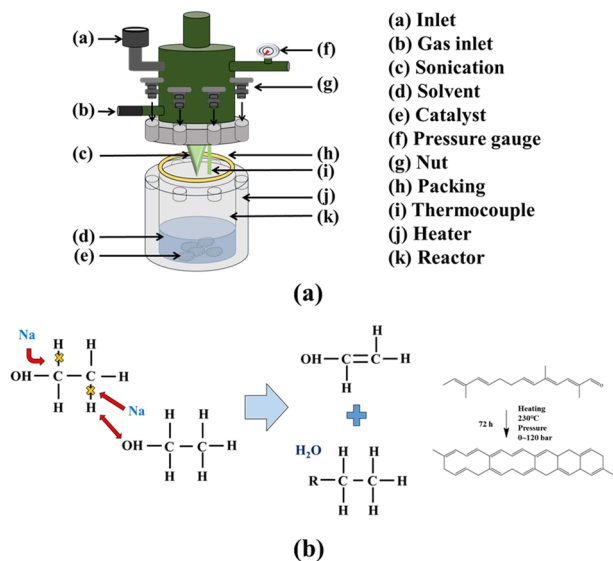 (a)
(b)
(c)
(d)
(e)
(f)
(g)
(h)
(i)
(j)
(k)
(a) Inlet
(b) Gas inlet
(c) Sonication
(d) Solvent
(e) Catalyst
(f) Pressure gauge
(g) Nut
(h) Packing
(i) Thermocouple
(j) Heater
(k) Reactor
(a)
Na
H H
OH C C H
H H
Na
H H
OH C C H
H H
OH C C H
H H
H2O
H H
R C C H
H H
Heating
230°C
72 h
Pressure
0~120 bar
(b)